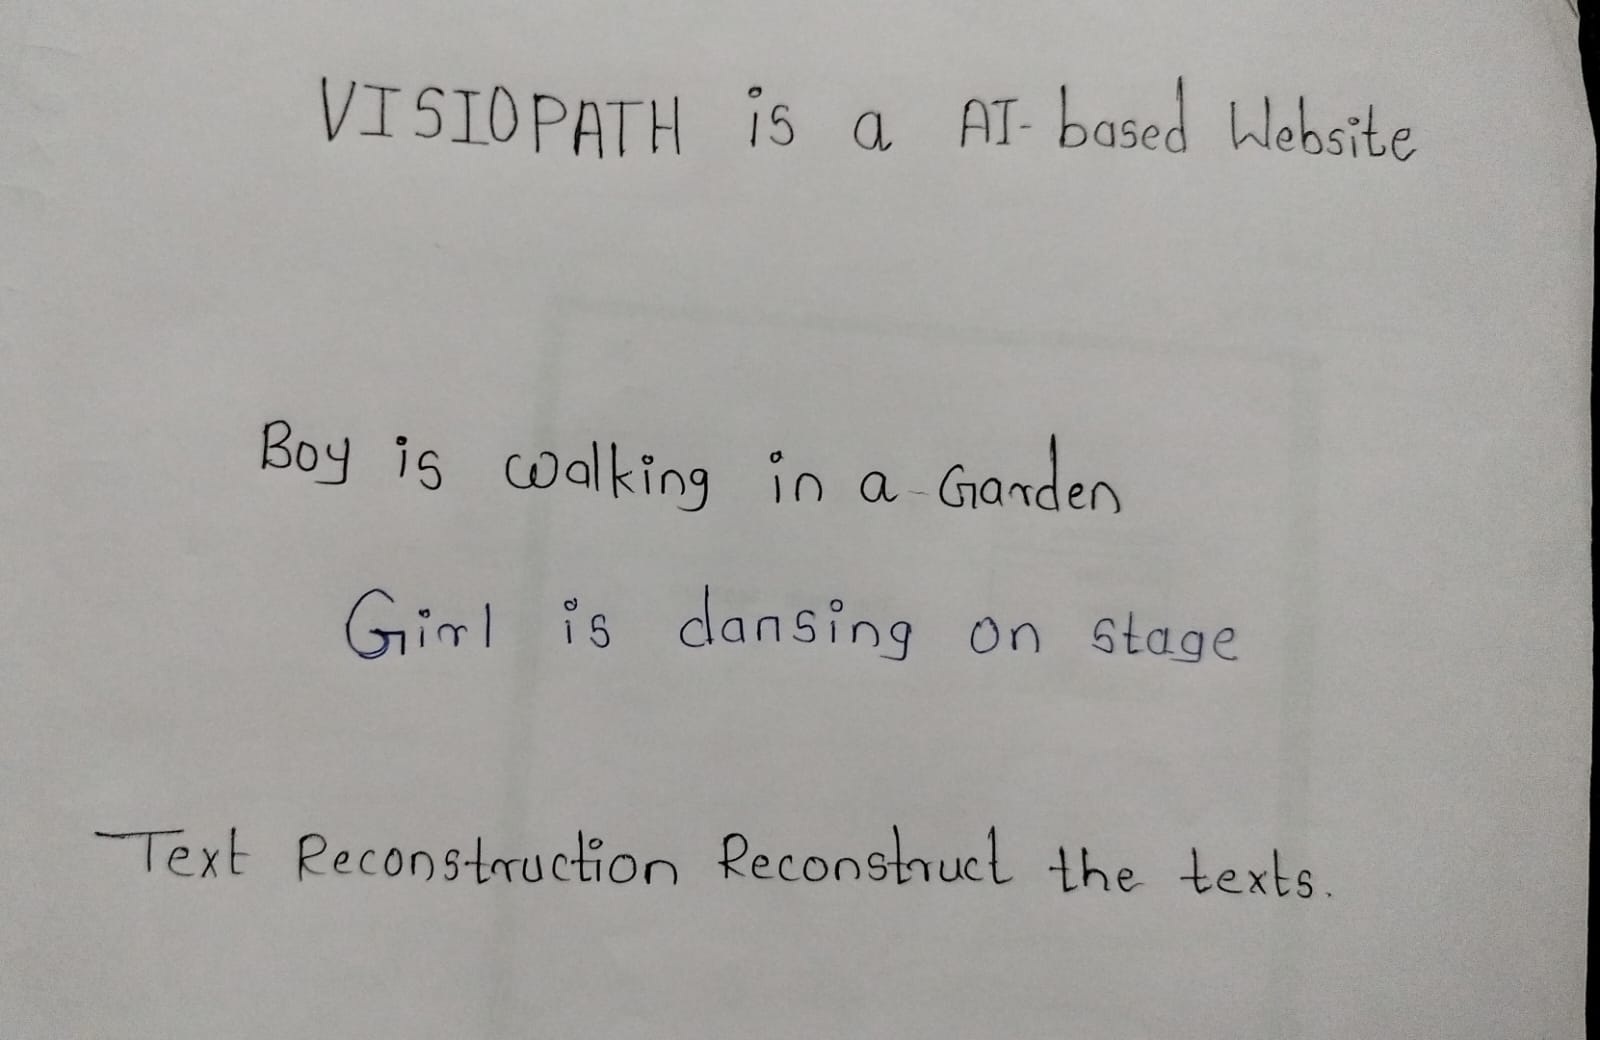 VISIOPATH is a AI-based Website
Boy is walking in a Garden
Girl is dansing on stage
Text Reconstruction Reconstruct the texts.